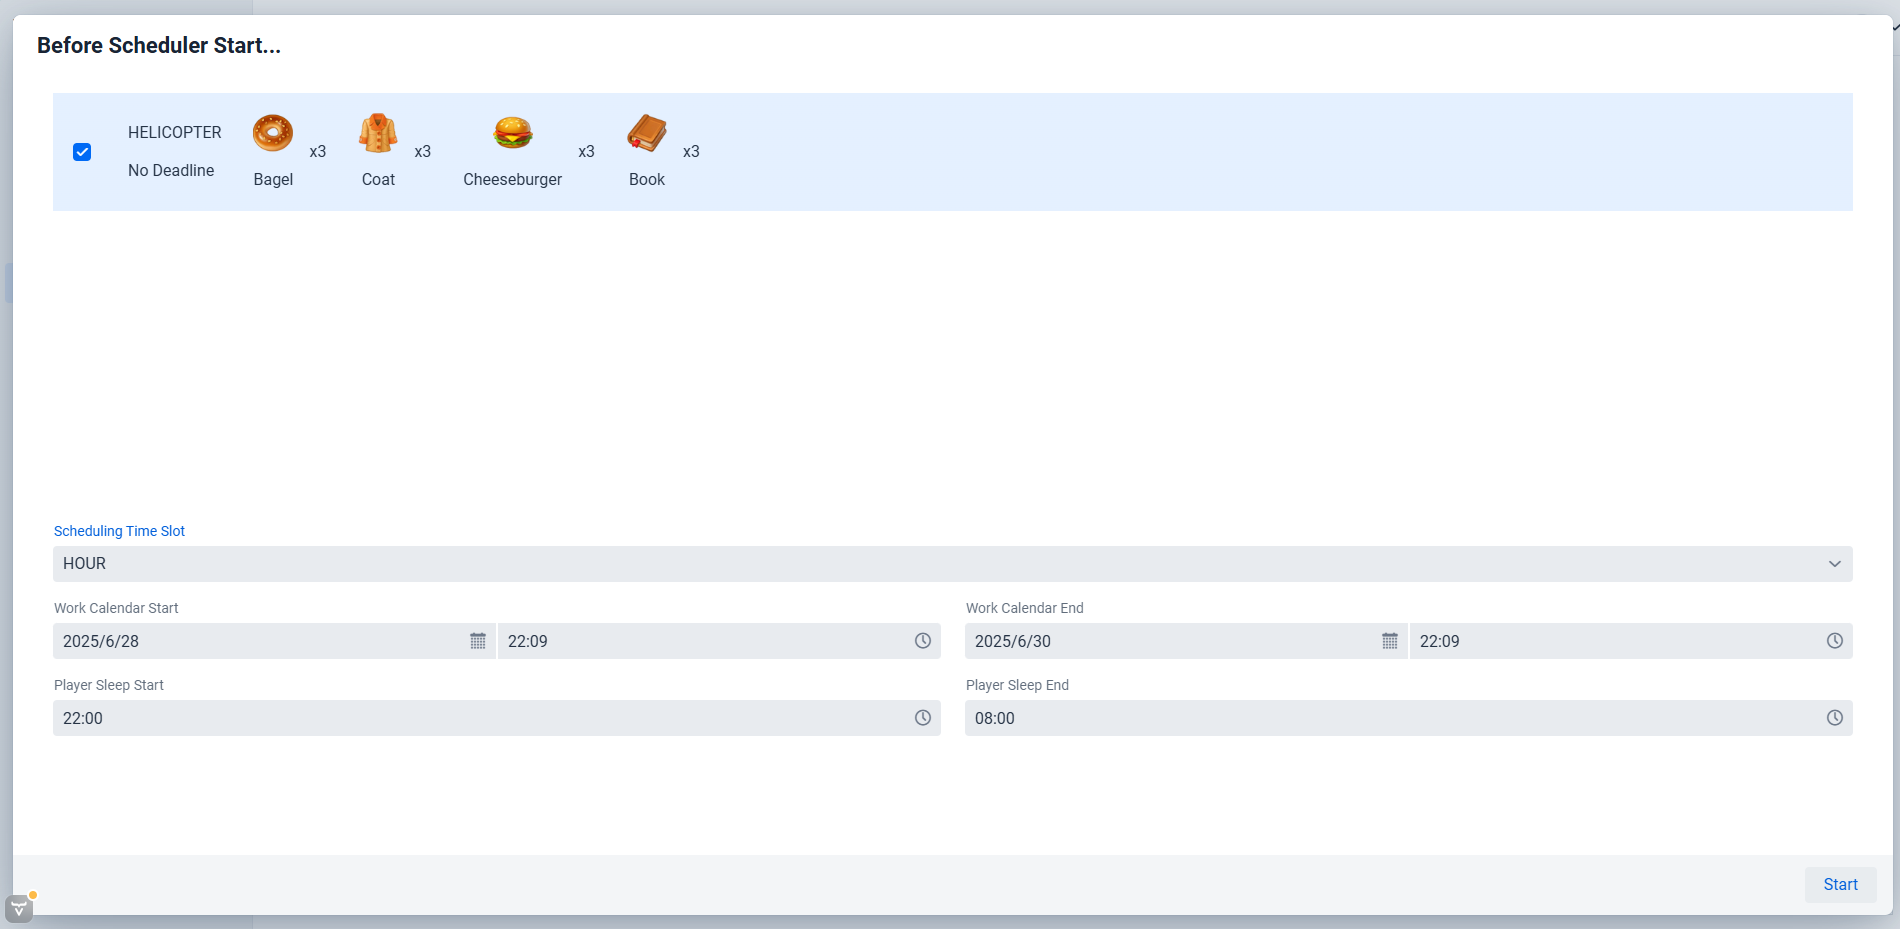 Before Scheduler Start...
HELICOPTER
No Deadline
Bagel
x3
Coat
x3
Cheeseburger
x3
Book
x3
Scheduling Time Slot
HOUR
Work Calendar Start
2025/6/28
22:09
Work Calendar End
2025/6/30
22:09
Player Sleep Start
22:00
Player Sleep End
08:00
Start